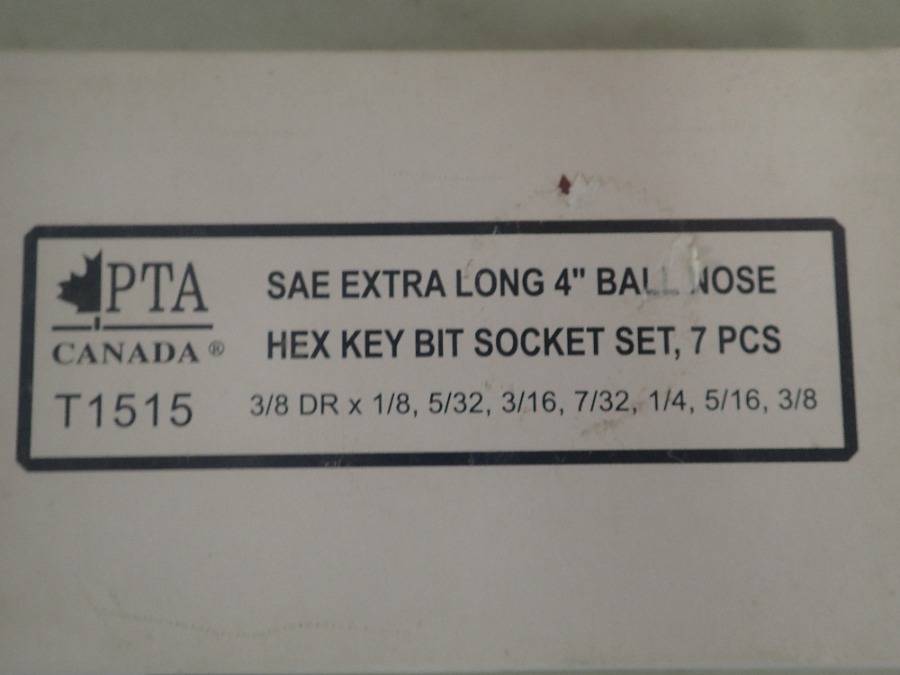 PTA
CANADA®
T1515
SAE EXTRA LONG 4" BALL NOSE
HEX KEY BIT SOCKET SET, 7 PCS
3/8 DR x 1/8, 5/32, 3/16, 7/32, 1/4, 5/16, 3/8